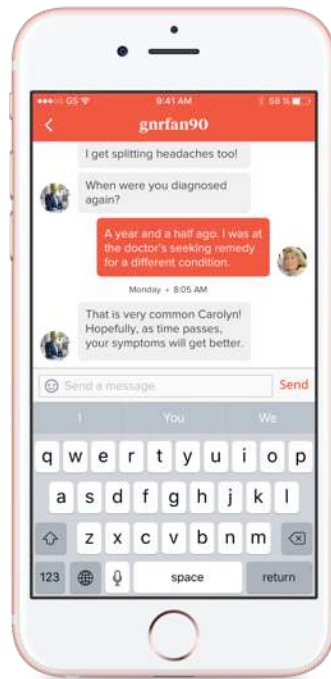 GS
9:41 AM
58 %
gnrfan90
I get splitting headaches too!
When were you diagnosed
again?
A year and a half ago. I was at
the doctor's seeking remedy
for a different condition.
Monday • 8:05 AM
That is very common Carolyn!
Hopefully, as time passes,
your symptoms will get better.
Send a message
Send
I
You
We
q w e r t y u i o p
a s d f g h j k l
z x c v b n m
123
space
return